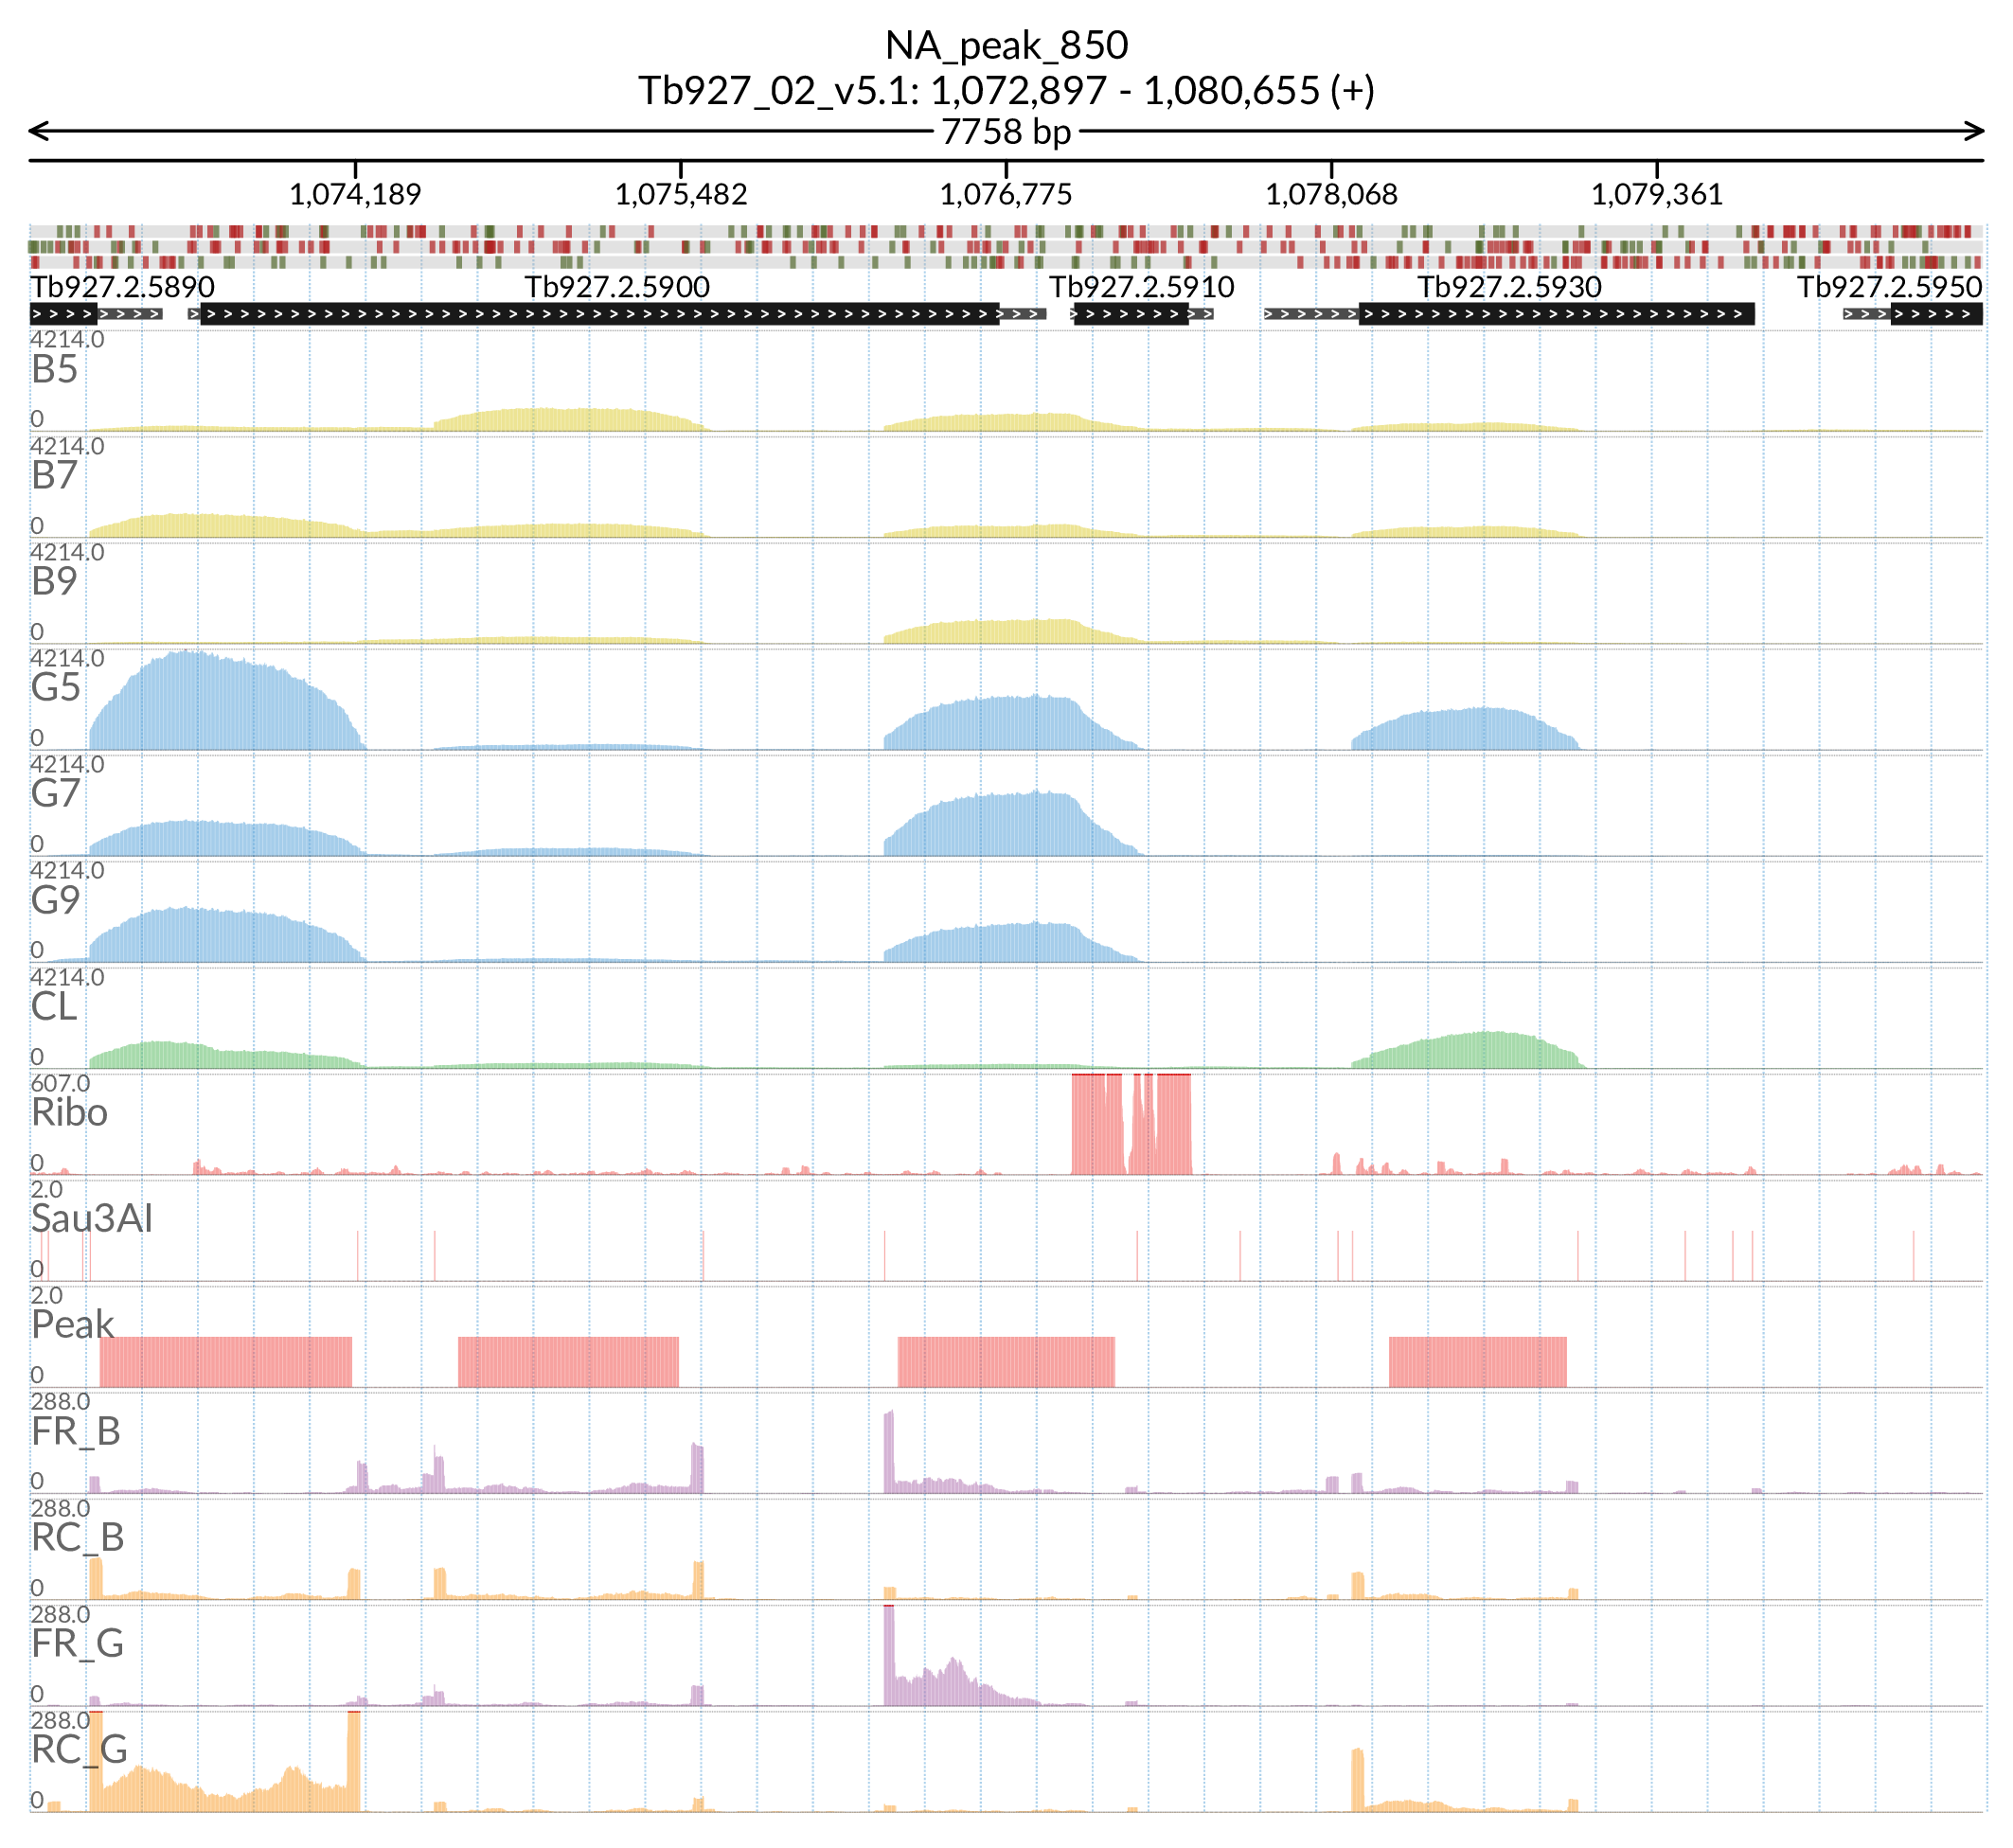 NA_peak_850
Tb927_02_v5.1: 1,072,897 - 1,080,655 (+)
7758 bp
1,074,189 1,075,482 1,076,775 1,078,068 1,079,361
Tb927.2.5890 Tb927.2.5900 Tb927.2.5910 Tb927.2.5930 Tb927.2.5950
4214.0
B5
0
4214.0
B7
0
4214.0
B9
0
4214.0
G5
0
4214.0
G7
0
4214.0
G9
0
4214.0
CL
0
607.0
Ribo
0
2.0
Sau3AI
0
2.0
Peak
0
288.0
FR_B
0
288.0
RC_B
0
288.0
FR_G
0
288.0
RC_G
0